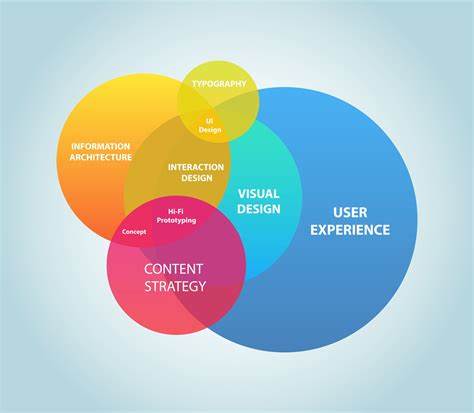 TYPOGRAPHY
UI
Design
INFORMATION
ARCHITECTURE
INTERACTION
DESIGN
VISUAL
DESIGN
USER
EXPERIENCE
Hi-Fi
Prototyping
Concept
CONTENT
STRATEGY